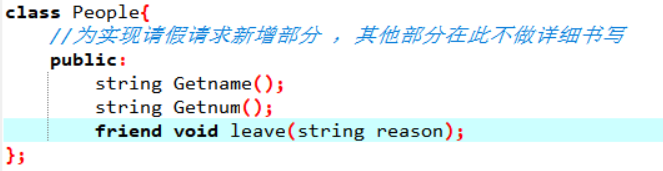 class People{
//为实现请假请求新增部分 ，其他部分在此不做详细书写
public:
string Getname();
string Getnum();
friend void leave(string reason);
};